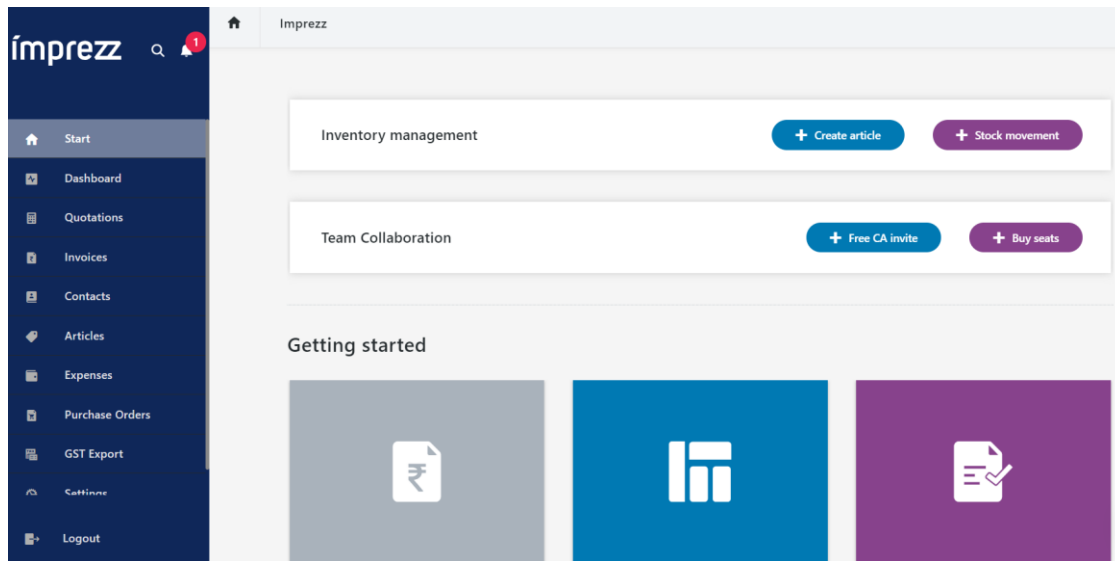 ímprezz
1
Imprezz
Start
Dashboard
Quotations
Invoices
Contacts
Articles
Expenses
Purchase Orders
GST Export
Settings
Logout
Inventory management
+ Create article
+ Stock movement
Team Collaboration
+ Free CA invite
+ Buy seats
Getting started
₹